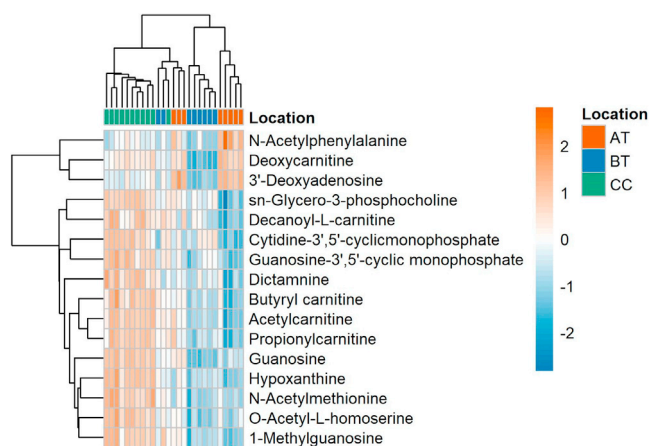 Location
N-Acetylphenylalanine
Deoxycarnitine
3'-Deoxyadenosine
sn-Glycero-3-phosphocholine
Decanoyl-L-carnitine
Cytidine-3',5'-cyclicmonophosphate
Guanosine-3',5'-cyclic monophosphate
Dictamnine
Butyryl carnitine
Acetylcarnitine
Propionylcarnitine
Guanosine
Hypoxanthine
N-Acetylmethionine
O-Acetyl-L-homoserine
1-Methylguanosine
2
1
0
-1
-2
Location
AT
BT
CC